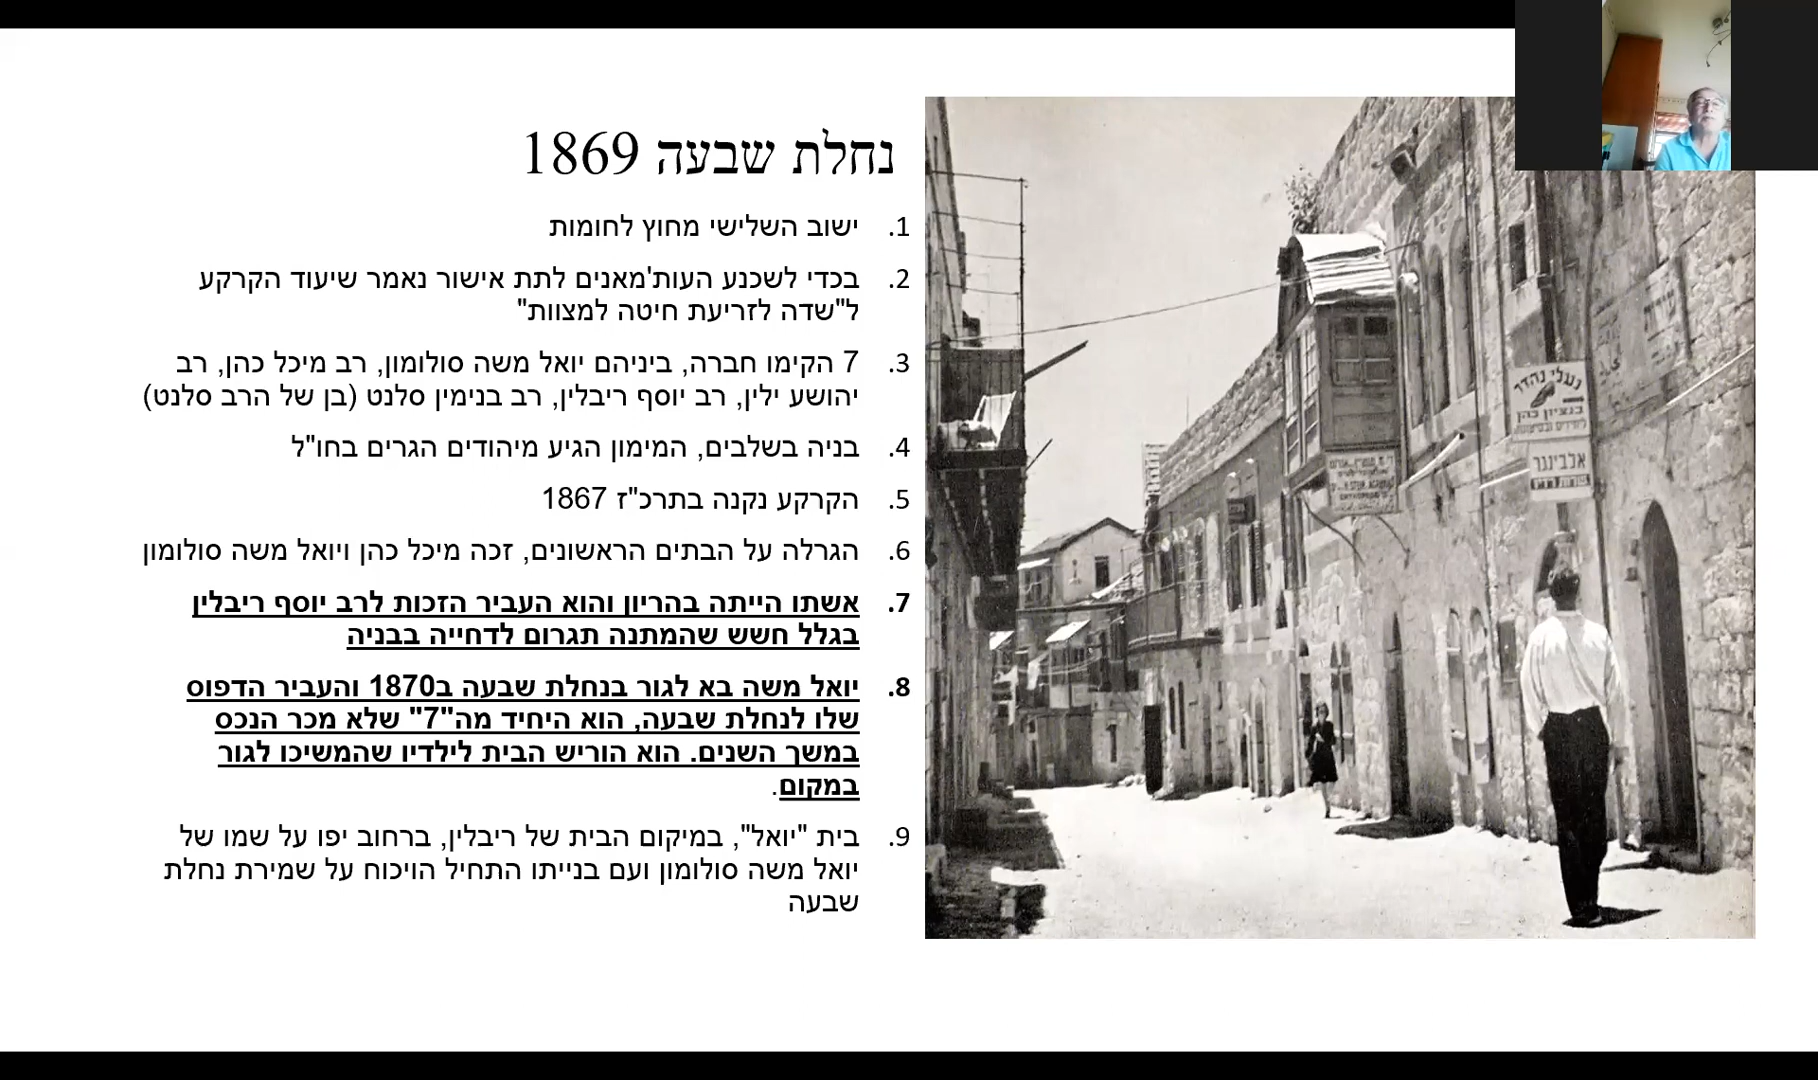 נחלת שבעה 1869
1. ישוב השלישי מחוץ לחומות
2. בכדי לשכנע העות'מאנים לתת אישור נאמר שיעוד הקרקע
ל"שדה לזריעת חיטה למצוות"
3. 7 הקימו חברה, ביניהם יואל משה סולומון, רב מיכל כהן, רב
יהושע ילין, רב יוסף ריבלין, רב בנימין סלנט (בן של הרב סלנט)
4. בניה בשלבים, המימון הגיע מיהודים הגרים בחו"ל
5. הקרקע נקנה בתרכ"ז 1867
6. הגרלה על הבתים הראשונים, זכה מיכל כהן ויואל משה סולומון
7. אשתו הייתה בהריון והוא העביר הזכות לרב יוסף ריבלין
בגלל חשש שהמתנה תגרום לדחייה בבניה
8. יואל משה בא לגור בנחלת שבעה ב1870 והעביר הדפוס
שלו לנחלת שבעה, הוא היחיד מה"7" שלא מכר הנכס
במשך השנים. הוא הוריש הבית לילדיו שהמשיכו לגור
במקום.
9. בית "יואל", במיקום הבית של ריבלין, ברחוב יפו על שמו של
יואל משה סולומון ועם בנייתו התחיל הויכוח על שמירת נחלת
שבעה
נעלי נהדר
בנציון כהן
אלבינגר